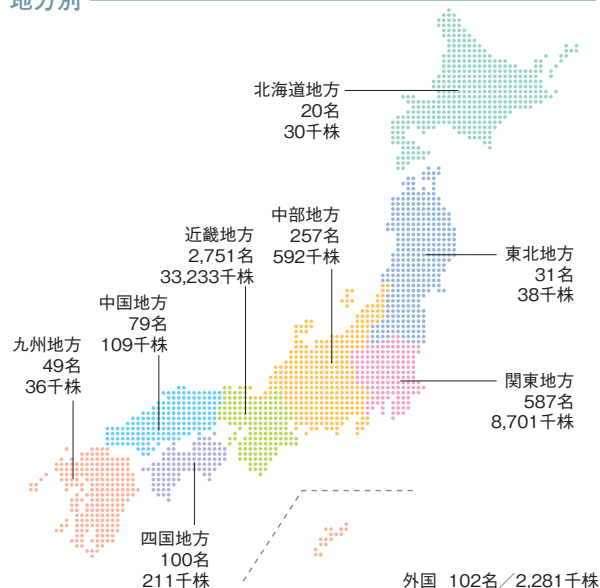 地方別
北海道地方
20名
30千株
中部地方
257名
592千株
近畿地方
2,751名
33,233千株
東北地方
31名
38千株
中国地方
79名
109千株
九州地方
49名
36千株
関東地方
587名
8,701千株
四国地方
100名
211千株
外国 102名／2,281千株